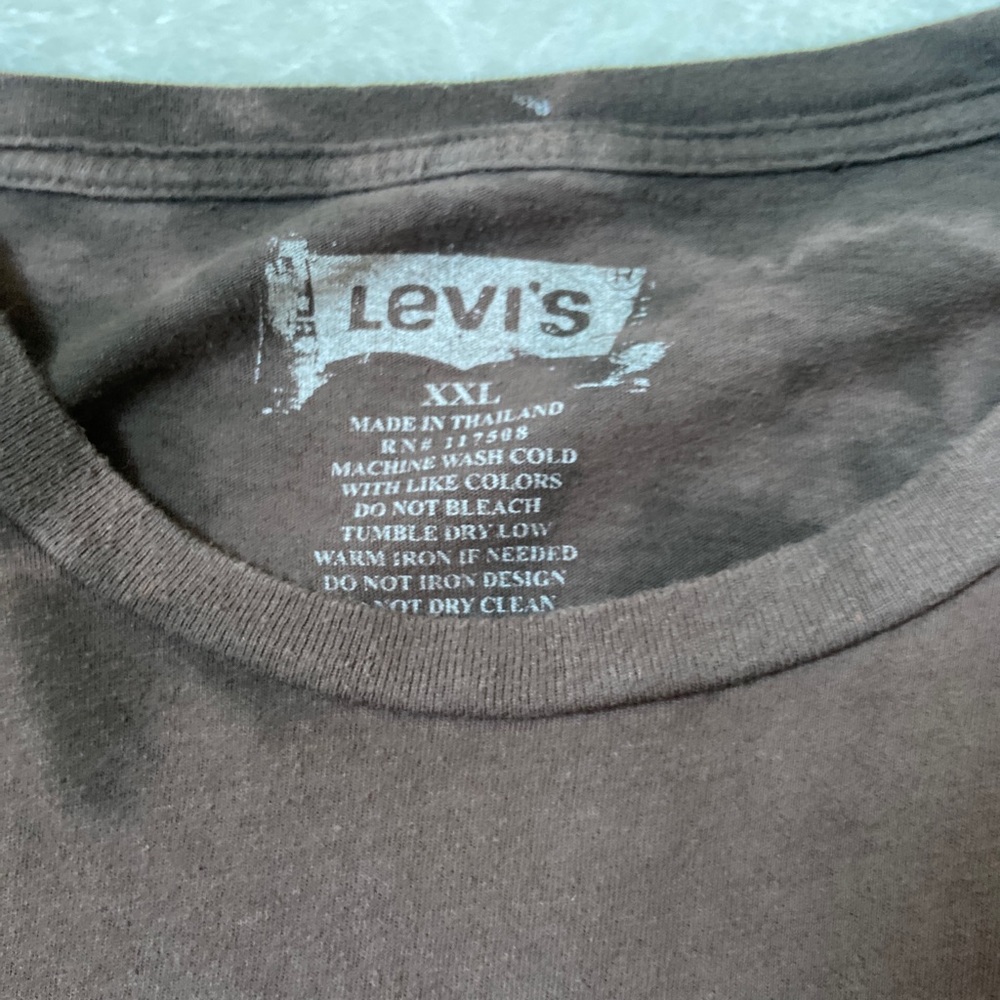 LEVI'S
XXL
MADE IN THAILAND
RN# 117508
MACHINE WASH COLD
WITH LIKE COLORS
DO NOT BLEACH
TUMBLE DRY LOW
WARM IRON IF NEEDED
DO NOT IRON DESIGN
NOT DRY CLEAN